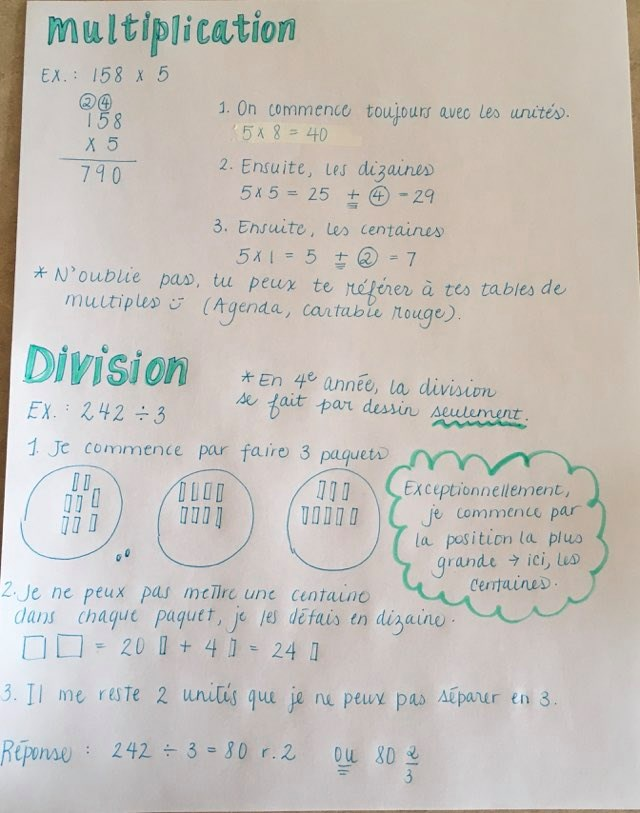 Multiplication
EX.: 158 x 5
②④
158
x 5
790
1. On commence toujours avec les unités.
5 x 8 = 40
2. Ensuite, les dizaines
5 x 5 = 25 + ④ = 29
3. Ensuite, les centaines
5 x 1 = 5 + ② = 7
* N'oublie pas, tu peux te référer à tes tables de
multiples (Agenda, cartable rouge).
Division
* En 4e année, la division
se fait par dessin seulement.
EX.: 242 ÷ 3
1. Je commence par faire 3 paquets
Exceptionnellement,
je commence par
la position la plus
grande → ici, les
centaines.
2. Je ne peux pas mettre une centaine
dans chaque paquet, je les défais en dizaine.
□ □ = 20 ▯ + 4 ▯ = 24 ▯
3. Il me reste 2 unités que je ne peux pas séparer en 3.
Réponse : 242 ÷ 3 = 80 r. 2 ou 80 2/3